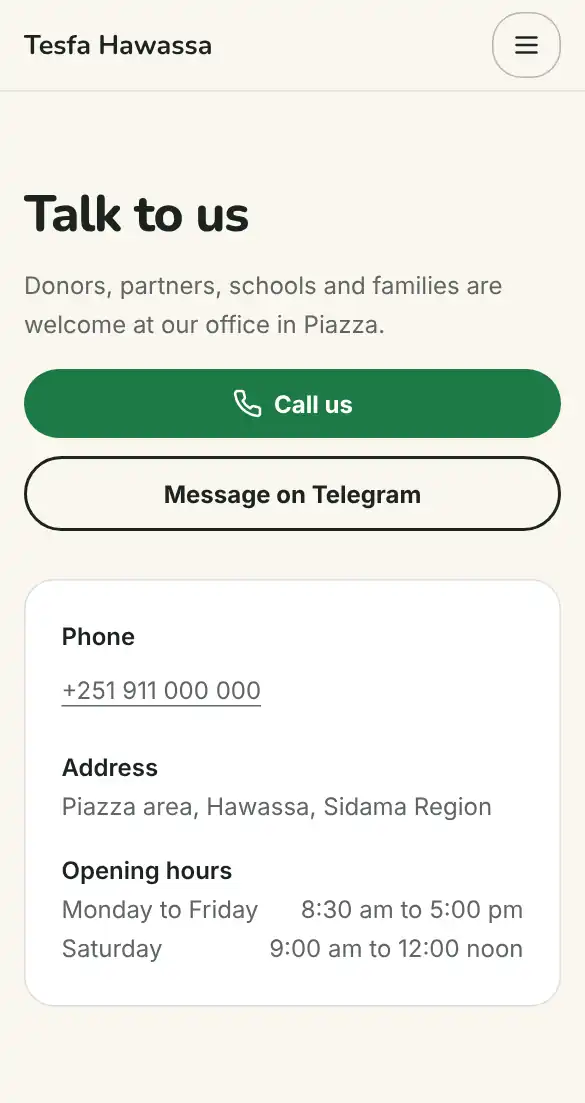 Tesfa Hawassa
Talk to us
Donors, partners, schools and families are
welcome at our office in Piazza.
Call us
Message on Telegram
Phone
+251 911 000 000
Address
Piazza area, Hawassa, Sidama Region
Opening hours
Monday to Friday 8:30 am to 5:00 pm
Saturday 9:00 am to 12:00 noon